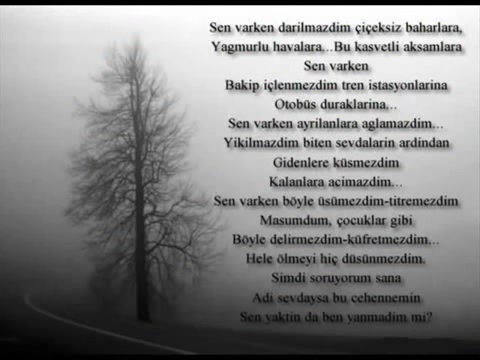 Sen varken darilmazdim çiçeksiz baharlara,
Yagmurlu havalara...Bu kasvetli aksamlara
Sen varken
Bakip içlenmezdim tren istasyonlarina
Otobüs duraklarina...
Sen varken ayrilanlara aglamazdim...
Yikilmazdim biten sevdalarin ardindan
Gidenlere küsmezdim
Kalanlara acimazdim...
Sen varken böyle üsümezdim-titremezdim
Masumdum, çocuklar gibi
Böyle delirmezdim-küfretmezdim...
Hele ölmeyi hiç düsünmezdim.
Simdi soruyorum sana
Adi sevdaysa bu cehennemin
Sen yaktin da ben yanmadim mi?